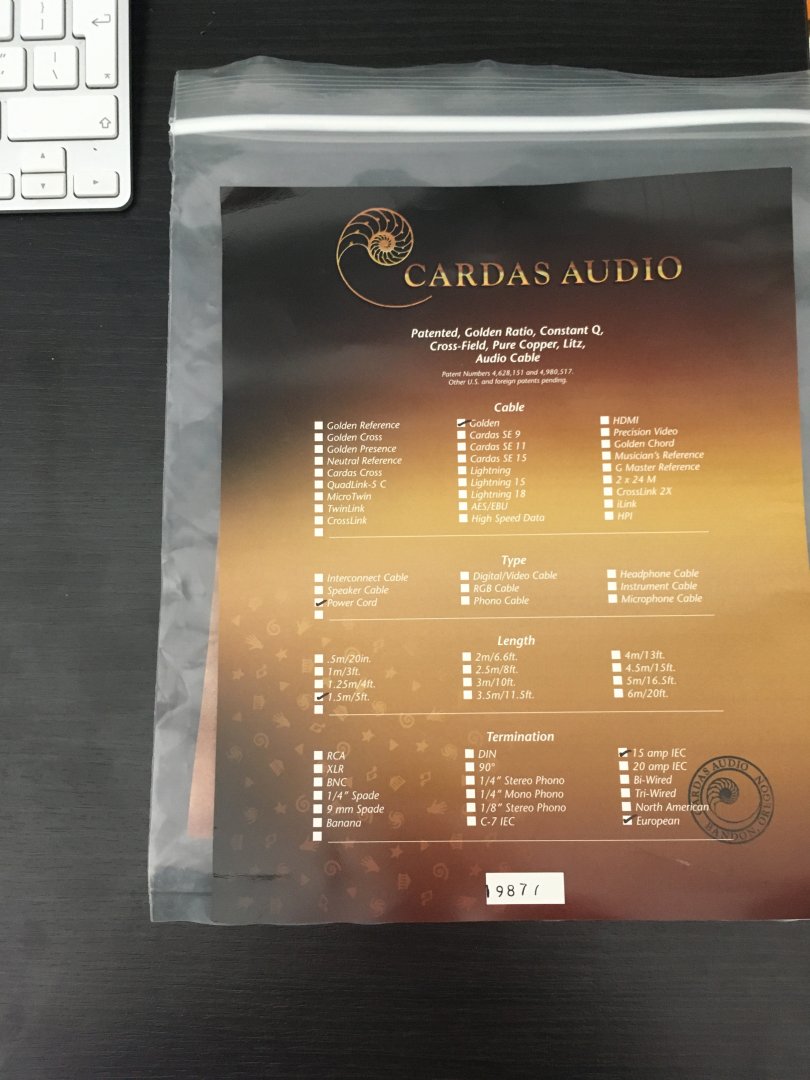 CARDAS AUDIO
Patented, Golden Ratio, Constant Q,
Cross-Field, Pure Copper, Litz,
Audio Cable
Patent Numbers 4,628,151 and 4,980,517.
Other U.S. and foreign patents pending.
Cable
Golden Reference
Golden Cross
Golden Presence
Neutral Reference
Cardas Cross
QuadLink-5 C
MicroTwin
TwinLink
CrossLink
Golden
Cardas SE 9
Cardas SE 11
Cardas SE 15
Lightning
Lightning 15
Lightning 18
AES/EBU
High Speed Data
HDMI
Precision Video
Golden Chord
Musician's Reference
G Master Reference
2 x 24 M
CrossLink 2X
iLink
HPI
Type
Interconnect Cable
Speaker Cable
Power Cord
Digital/Video Cable
RGB Cable
Phono Cable
Headphone Cable
Instrument Cable
Microphone Cable
Length
.5m/20in.
1m/3ft.
1.25m/4ft.
1.5m/5ft.
2m/6.6ft.
2.5m/8ft.
3m/10ft.
3.5m/11.5ft.
4m/13ft.
4.5m/15ft.
5m/16.5ft.
6m/20ft.
Termination
RCA
XLR
BNC
1/4" Spade
9 mm Spade
Banana
DIN
90°
1/4" Stereo Phono
1/4" Mono Phono
1/8" Stereo Phono
C-7 IEC
15 amp IEC
20 amp IEC
Bi-Wired
Tri-Wired
North American
European
CARDAS AUDIO
BANDON, OREGON